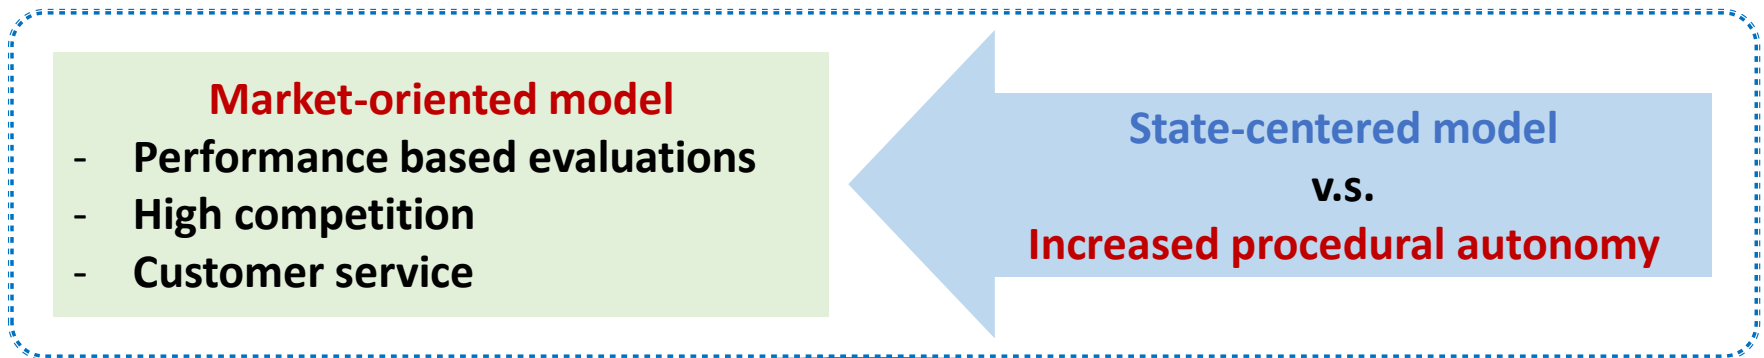 Market-oriented model
- Performance based evaluations
- High competition
- Customer service
State-centered model
v.s.
Increased procedural autonomy